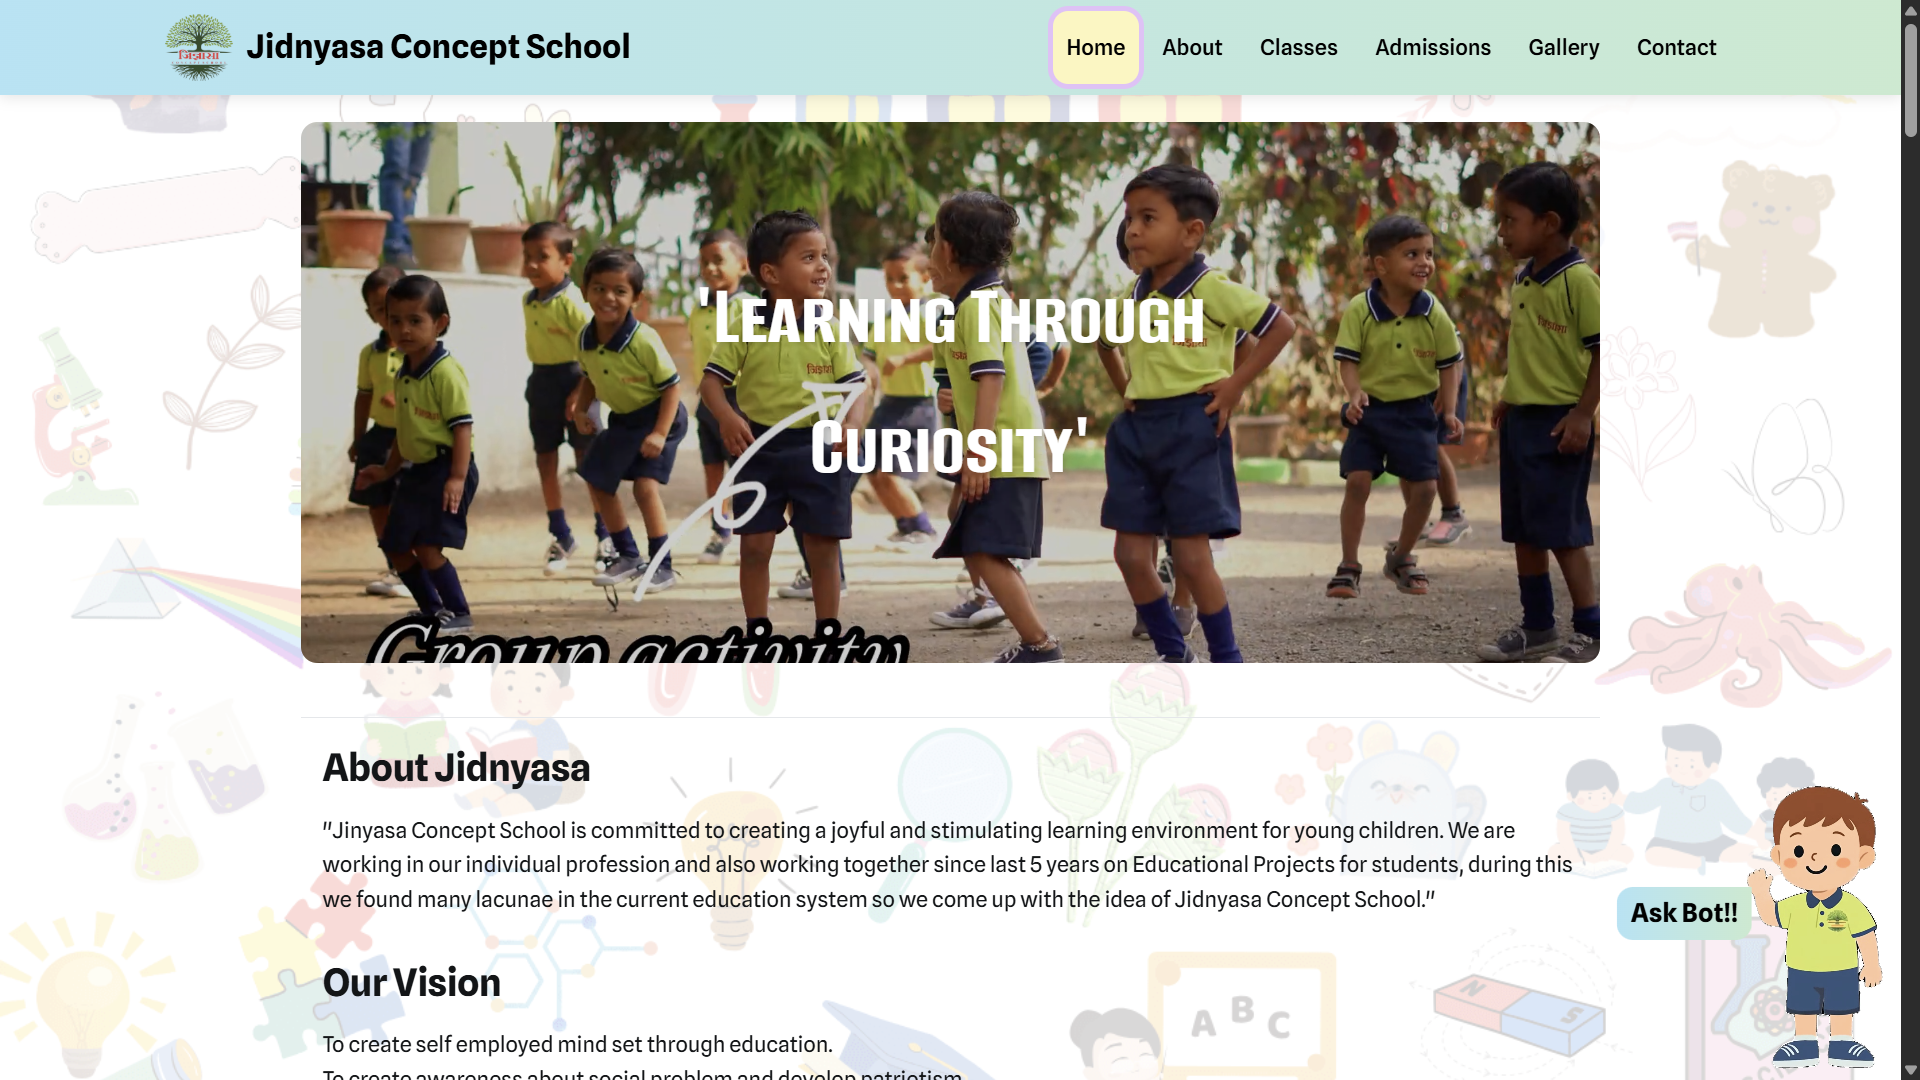 जिज्ञासा
Jidnyasa Concept School
Home
About
Classes
Admissions
Gallery
Contact
'Learning Through
Curiosity'
जिज्ञासा
जिज्ञासा
Group activity
About Jidnyasa
"Jinyasa Concept School is committed to creating a joyful and stimulating learning environment for young children. We are
working in our individual profession and also working together since last 5 years on Educational Projects for students, during this
we found many lacunae in the current education system so we come up with the idea of Jidnyasa Concept School."
Ask Bot!!
Our Vision
N
S
A B C
To create self employed mind set through education.
To create awareness about social problem and develop patriotism